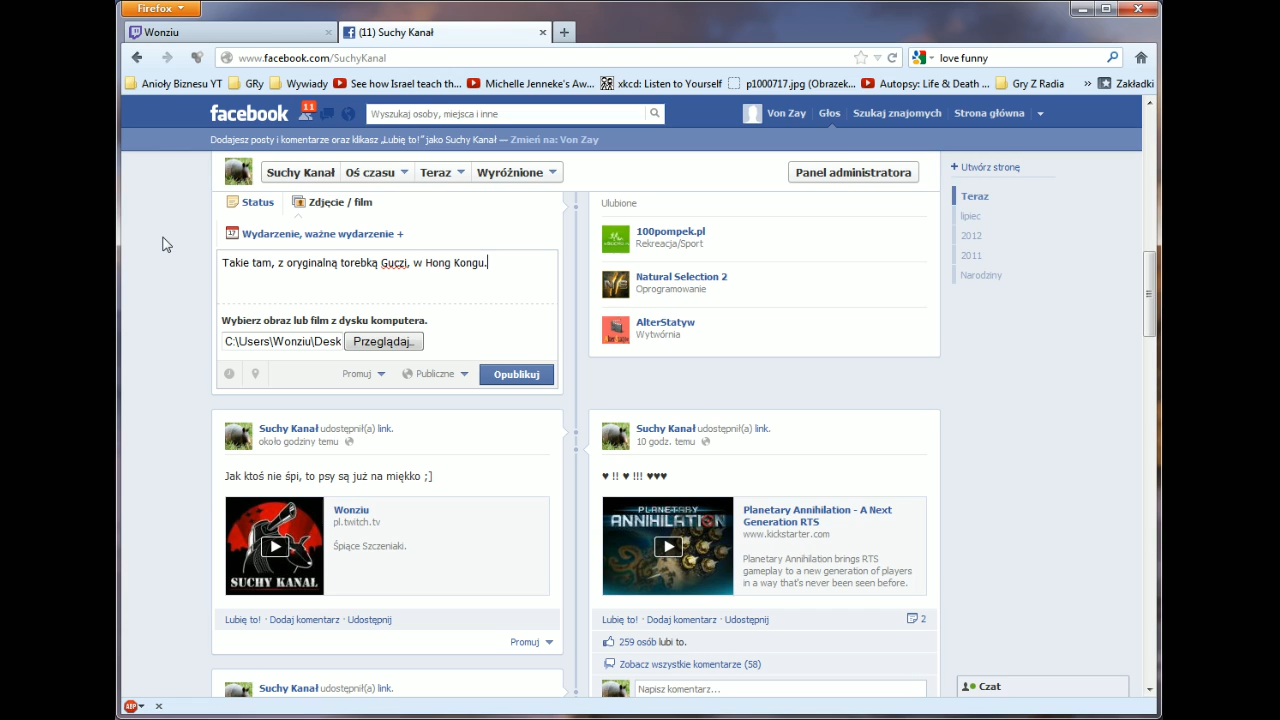 Firefox
Wonziu
(11) Suchy Kanał
www.facebook.com/SuchyKanal
love funny
Anioły Biznesu YT
GRy
Wywiady
See how Israel teach th...
Michelle Jenneke's Aw...
xkcd: Listen to Yourself
p1000717.jpg (Obrazek...
Autopsy: Life & Death ...
Gry Z Radia
»
Zakładki
facebook
11
Wyszukaj osoby, miejsca i inne
Von Zay
Głos
Szukaj znajomych
Strona główna
Dodajesz posty i komentarze oraz klikasz „Lubię to!” jako Suchy Kanał — Zmień na: Von Zay
Suchy Kanał
Oś czasu
Teraz
Wyróżnione
Panel administratora
+ Utwórz stronę
Teraz
lipiec
2012
2011
Narodziny
Status
Zdjęcie / film
17
Wydarzenie, ważne wydarzenie +
Takie tam, z oryginalną torebką Guczi, w Hong Kongu.
Wybierz obraz lub film z dysku komputera.
C:\Users\Wonziu\Desk
Przeglądaj..
Promuj
Publiczne
Opublikuj
Ulubione
100pompek.pl
Rekreacja/Sport
Natural Selection 2
Oprogramowanie
AlterStatyw
Wytwórnia
Suchy Kanał udostępnił(a) link.
około godziny temu
Jak ktoś nie śpi, to psy są już na miękko ;]
SUCHY KANAL
Wonziu
pl.twitch.tv
Śpiące Szczeniaki.
Lubię to! · Dodaj komentarz · Udostępnij
Promuj
Suchy Kanał udostępnił(a) link.
Suchy Kanał udostępnił(a) link.
10 godz. temu
♥ !! ♥ !!! ♥♥♥
PLANETARY
ANNIHILATION
Planetary Annihilation - A Next
Generation RTS
www.kickstarter.com
Planetary Annihilation brings RTS
gameplay to a new generation of players
in a way that's never been seen before.
Lubię to! · Dodaj komentarz · Udostępnij
2
259 osób lubi to.
Zobacz wszystkie komentarze (58)
Napisz komentarz...
Czat
ABP